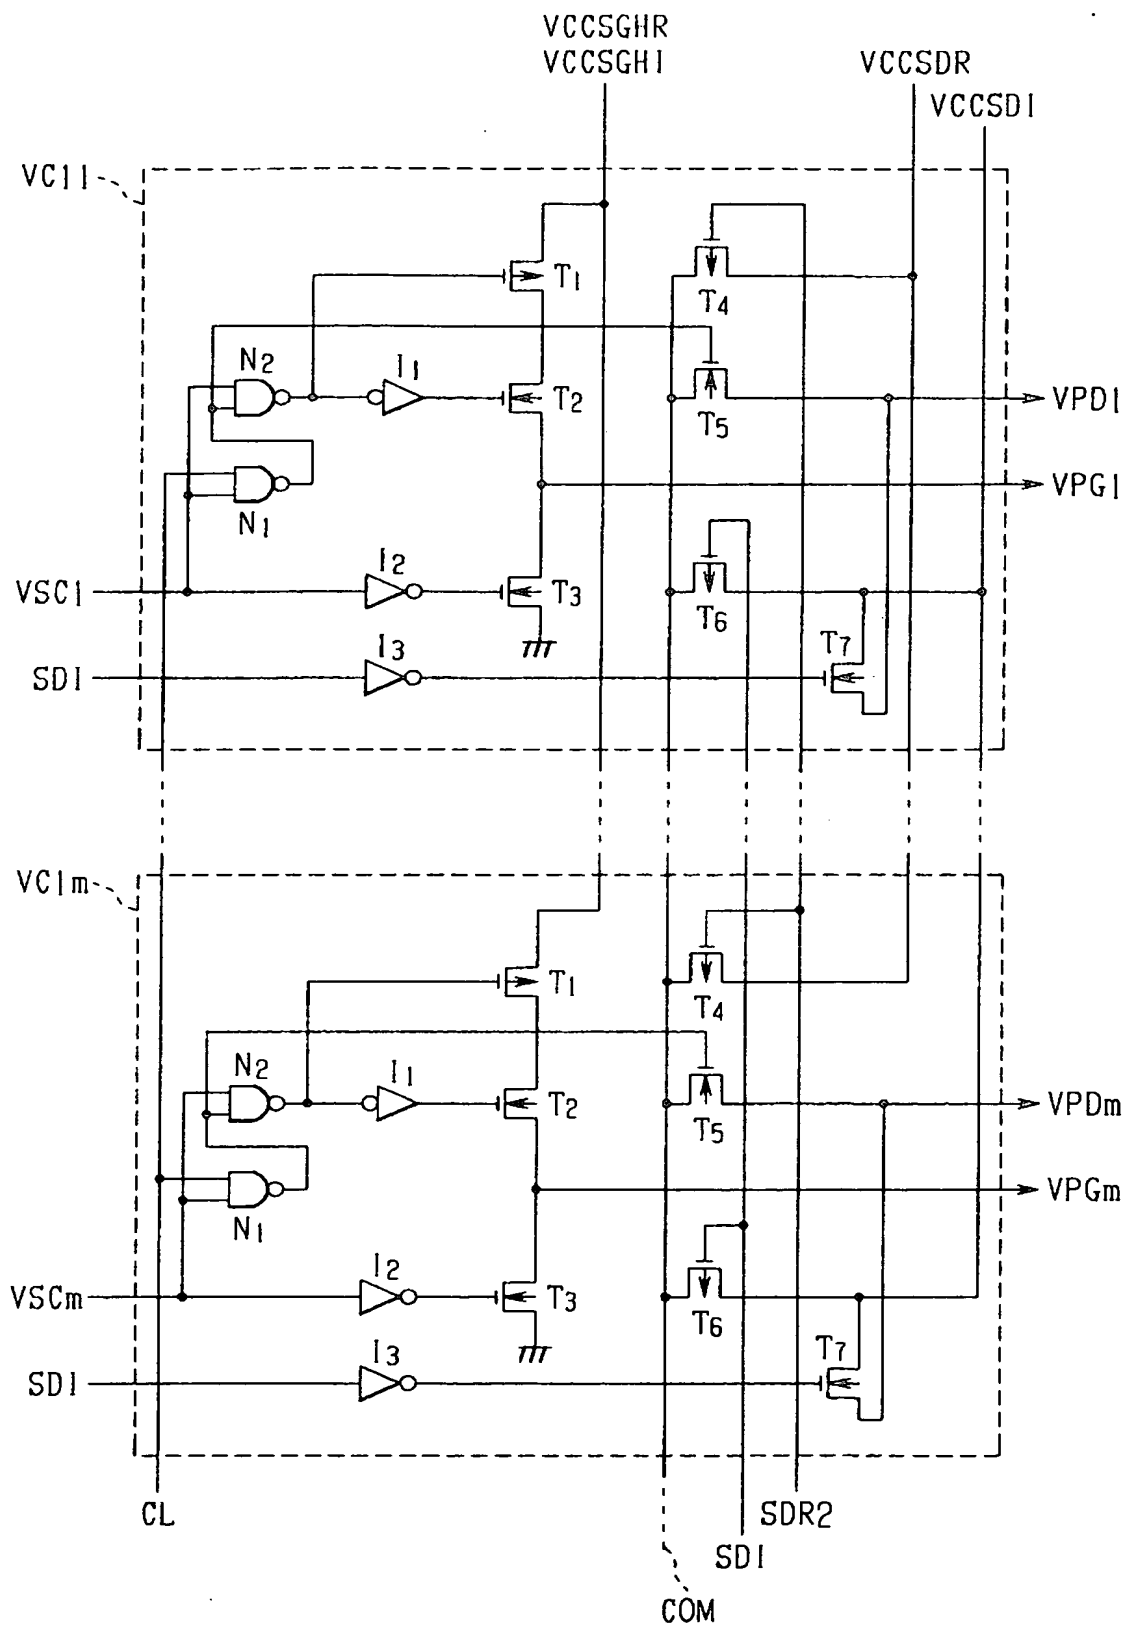 VCCSGHR
VCCSGHI
VCCSDR
VCCSDI
VC11
T1
T4
N2
I1
T2
T5
VPD1
VPG1
N1
I2
VSC1
T3
T6
I3
T7
SDI
VC1m
T1
T4
N2
I1
T2
T5
VPDm
VPGm
N1
I2
VSCm
T3
T6
I3
T7
SDI
CL
SDR2
SDI
COM